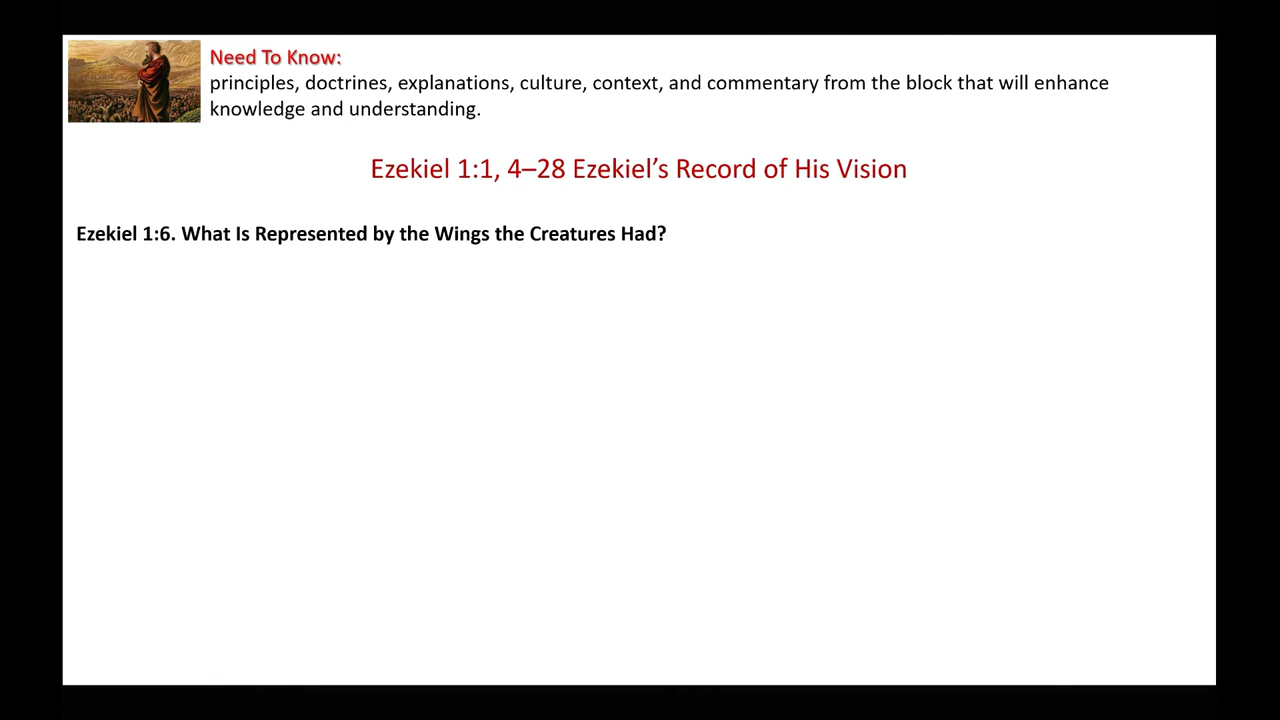 Need To Know:
principles, doctrines, explanations, culture, context, and commentary from the block that will enhance
knowledge and understanding.
Ezekiel 1:1, 4–28 Ezekiel’s Record of His Vision
Ezekiel 1:6. What Is Represented by the Wings the Creatures Had?